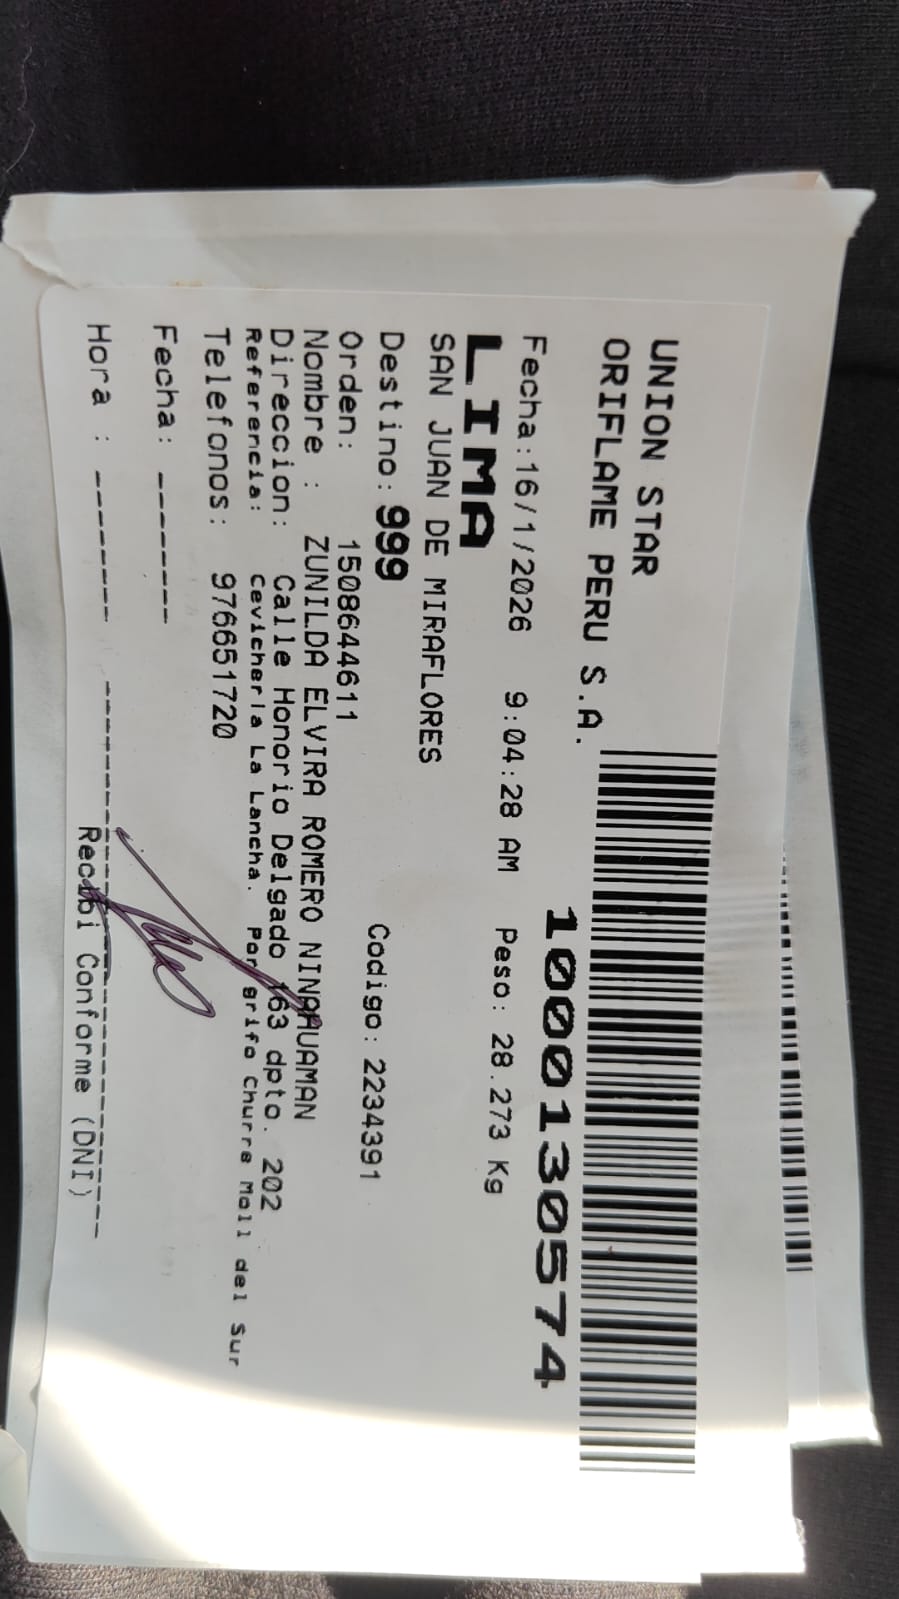 UNION STAR
ORIFLAME PERU S.A.
1000130574
Fecha:16/1/2026 9:04:28 AM Peso: 28.273 Kg
LIMA
SAN JUAN DE MIRAFLORES
Destino: 999
Codigo: 2234391
Orden: 1508644611
Nombre : ZUNILDA ELVIRA ROMERO NINAHUAMAN
Direccion: Calle Honorio Delgado 163 dpto. 202
Referencia: Cevicheria La Lancha. Por grifo Churre Mall del Sur
Telefonos: 976651720
Fecha: -------
Hora : -------
Recibi Conforme (DNI)